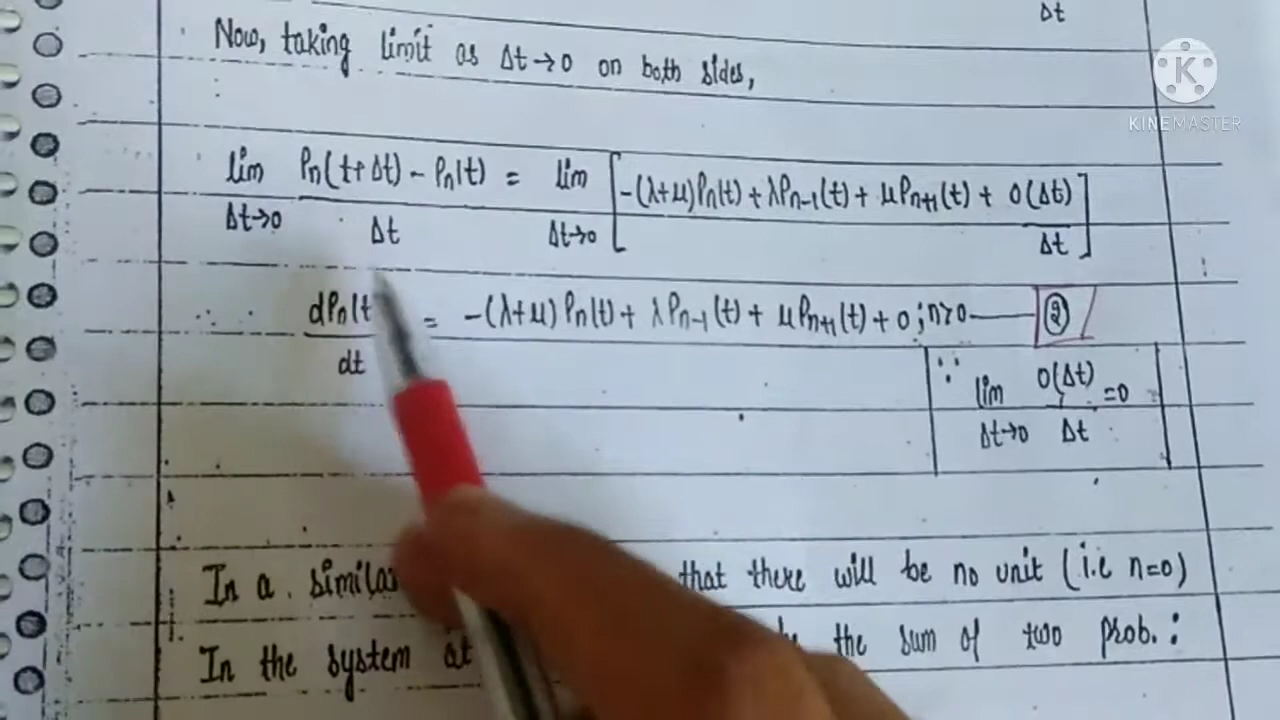 Δt
Now, taking limit as Δt→0 on both sides,
KINEMASTER
lim Pn(t+Δt) - Pn(t) = lim [-(λ+μ)Pn(t) + λPn-1(t) + μPn+1(t) + O(Δt)]
Δt→0 Δt Δt→0 Δt
∴ dPn(t = -(λ+μ) Pn(t) + λPn-1(t) + μPn+1(t) + 0 ; n>0 — ②
dt
∵ lim O(Δt) =0
Δt→0 Δt
In a similar that there will be no unit (i.e n=0)
In the system at the sum of two prob. :